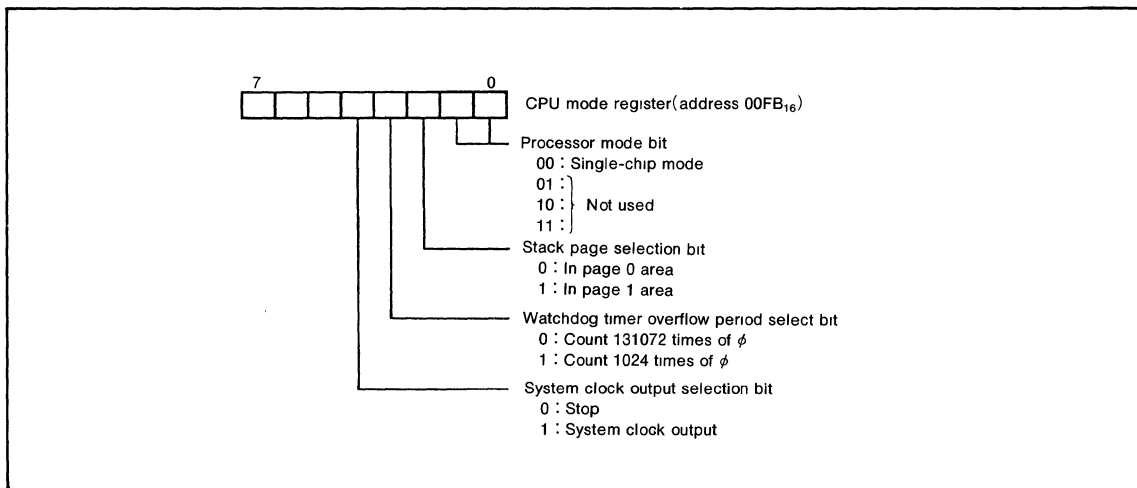 7 0
CPU mode register(address 00FB₁₆)
Processor mode bit
00 : Single-chip mode
01 :
10 : Not used
11 :
Stack page selection bit
0 : In page 0 area
1 : In page 1 area
Watchdog timer overflow period select bit
0 : Count 131072 times of ϕ
1 : Count 1024 times of ϕ
System clock output selection bit
0 : Stop
1 : System clock output